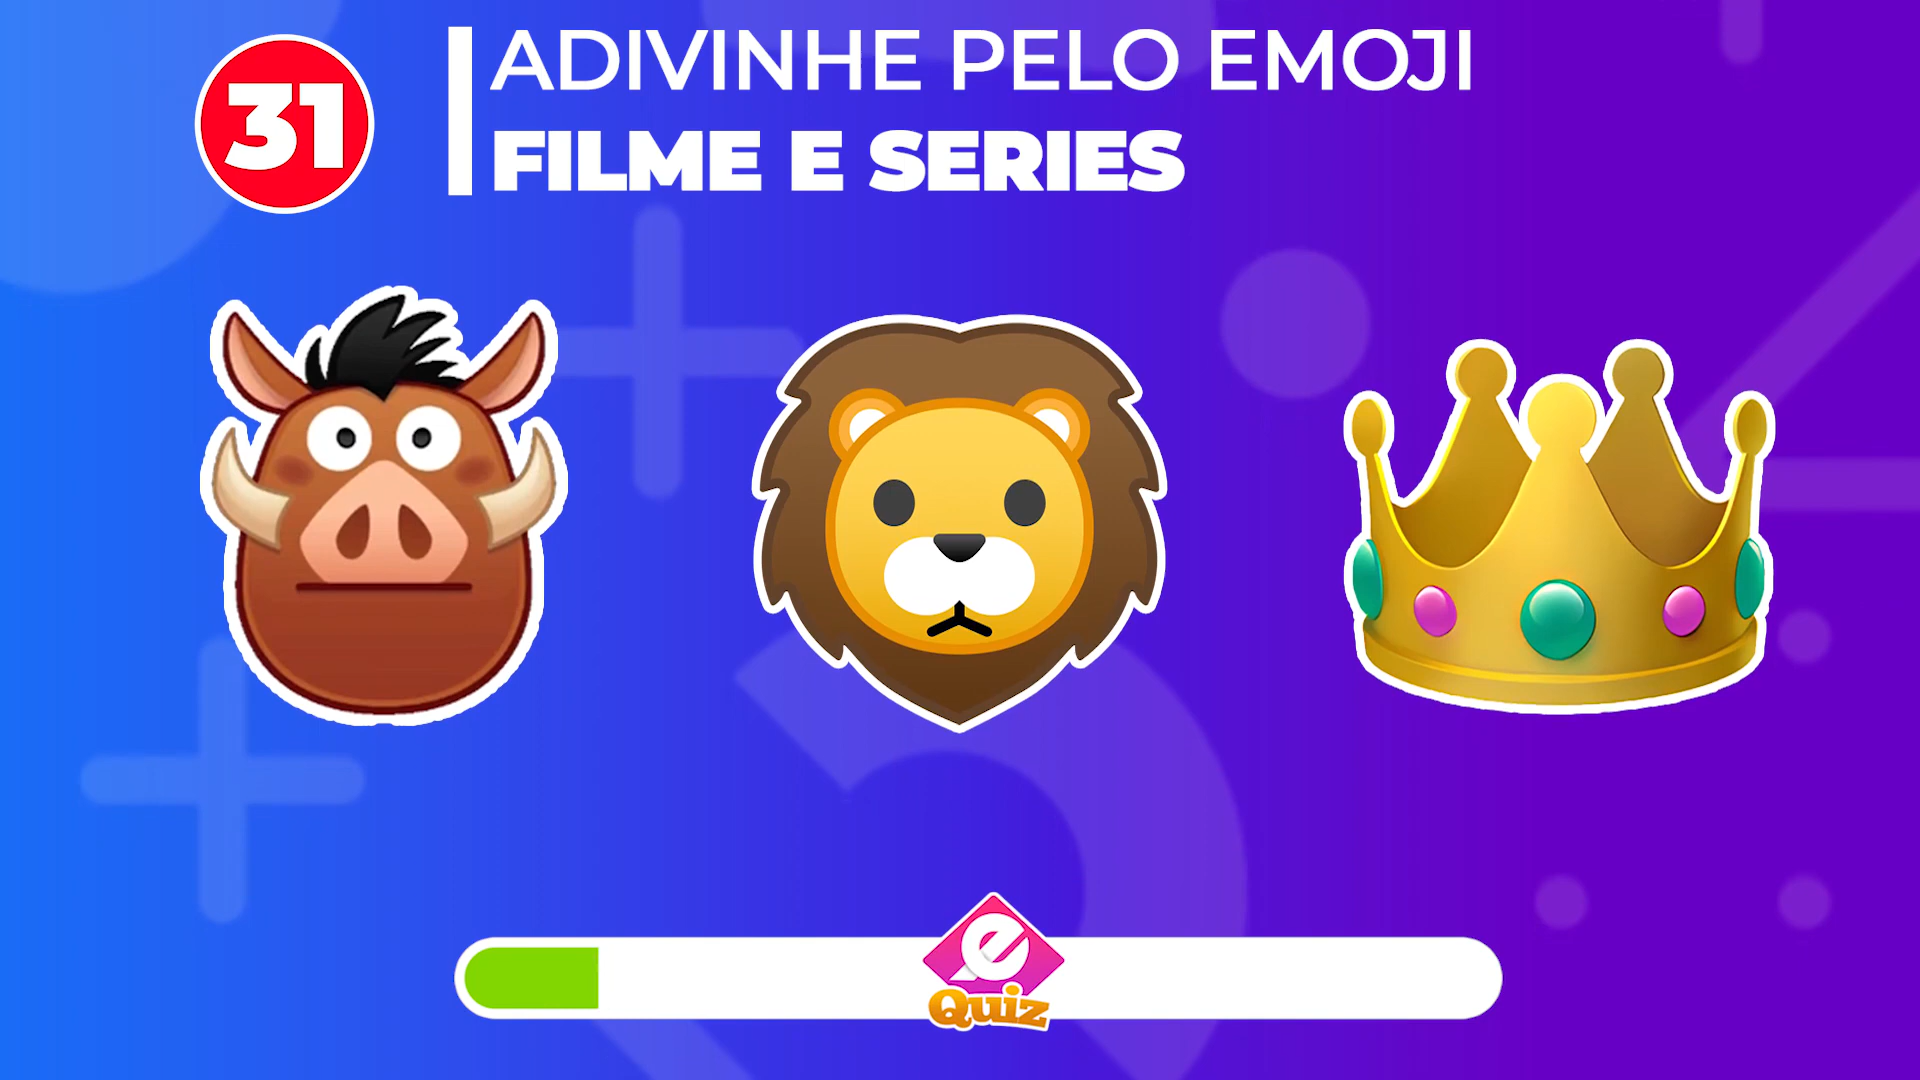 31
ADIVINHE PELO EMOJI
FILME E SERIES
e
Quiz